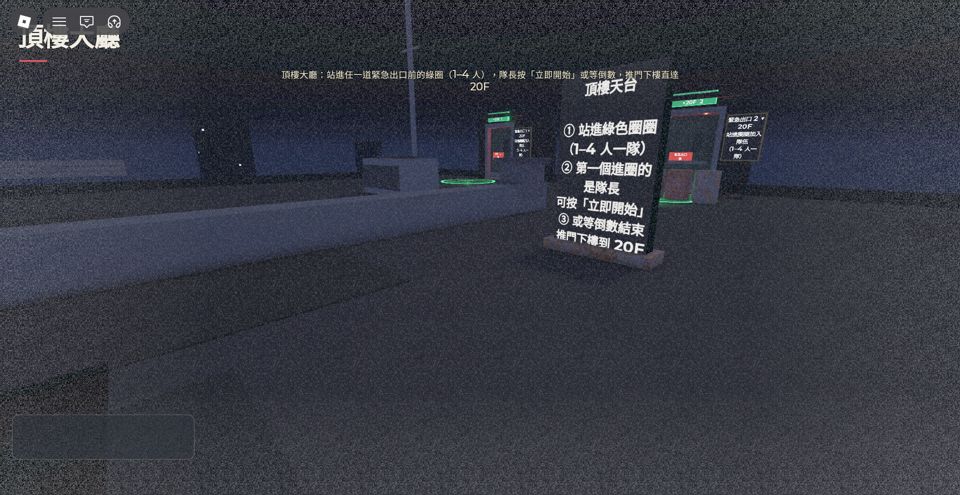 頂樓大廳
頂樓大廳：站進任一道緊急出口前的綠圈（1–4 人），隊長按「立即開始」或等倒數，推門下樓直達
20F
頂樓天台
① 站進綠色圈圈
（1–4 人一隊）
② 第一個進圈的
是隊長
可按「立即開始」
③ 或等倒數結束
推門下樓到 20F
緊急出口 2
20F
站進圈圈加入
隊伍
（1–4 人一
隊）